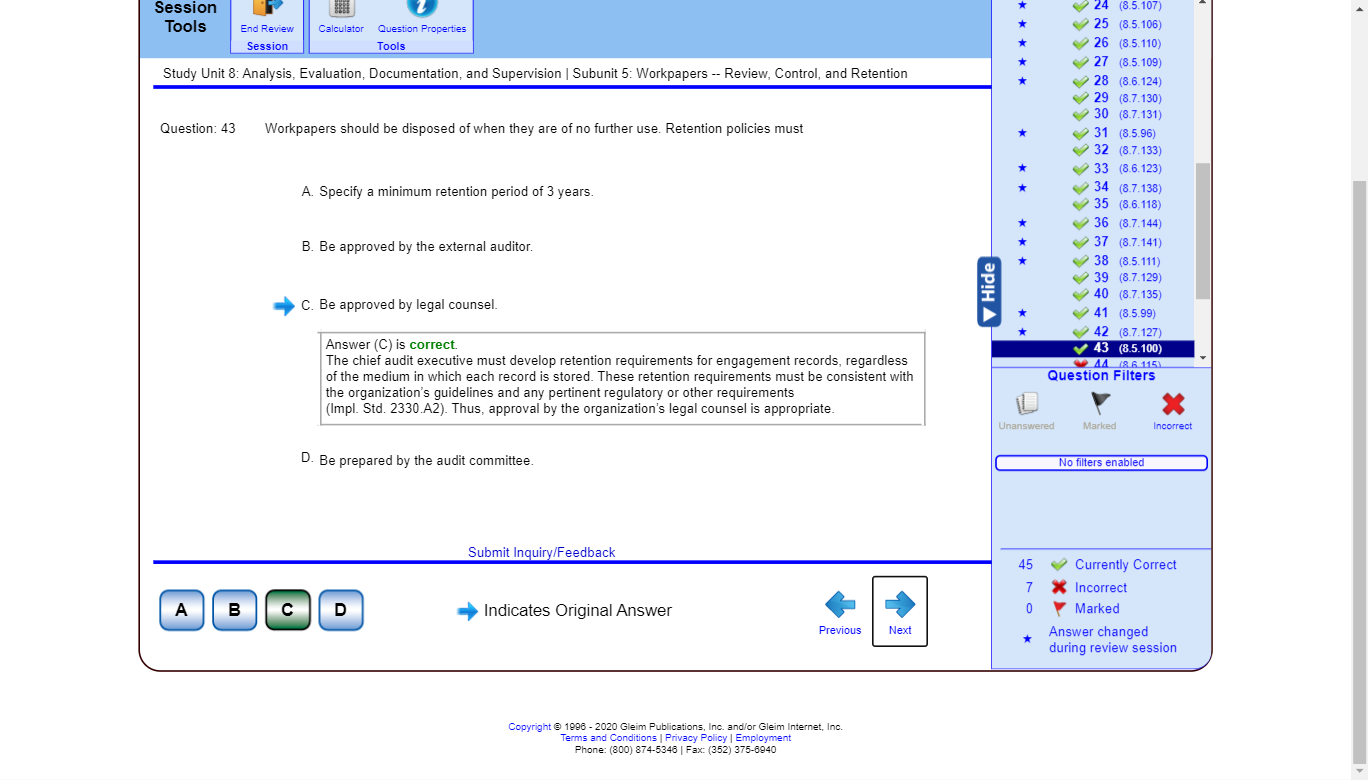 Session
Tools
End Review
Session
Calculator
Question Properties
Tools
Study Unit 8: Analysis, Evaluation, Documentation, and Supervision | Subunit 5: Workpapers -- Review, Control, and Retention
Question: 43
Workpapers should be disposed of when they are of no further use. Retention policies must
A. Specify a minimum retention period of 3 years.
B. Be approved by the external auditor.
C. Be approved by legal counsel.
Answer (C) is correct.
The chief audit executive must develop retention requirements for engagement records, regardless
of the medium in which each record is stored. These retention requirements must be consistent with
the organization's guidelines and any pertinent regulatory or other requirements
(Impl. Std. 2330.A2). Thus, approval by the organization's legal counsel is appropriate.
D. Be prepared by the audit committee.
Submit Inquiry/Feedback
A
B
C
D
Indicates Original Answer
Previous
Next
Hide
24 (8.5.107)
25 (8.5.106)
26 (8.5.110)
27 (8.5.109)
28 (8.6.124)
29 (8.7.130)
30 (8.7.131)
31 (8.5.96)
32 (8.7.133)
33 (8.6.123)
34 (8.7.138)
35 (8.6.118)
36 (8.7.144)
37 (8.7.141)
38 (8.5.111)
39 (8.7.129)
40 (8.7.135)
41 (8.5.99)
42 (8.7.127)
43 (8.5.100)
44 (8.6.115)
Question Filters
Unanswered
Marked
Incorrect
No filters enabled
45 Currently Correct
7 Incorrect
0 Marked
Answer changed
during review session
Copyright © 1996 - 2020 Gleim Publications, Inc. and/or Gleim Internet, Inc.
Terms and Conditions | Privacy Policy | Employment
Phone: (800) 874-5346 | Fax: (352) 375-6940